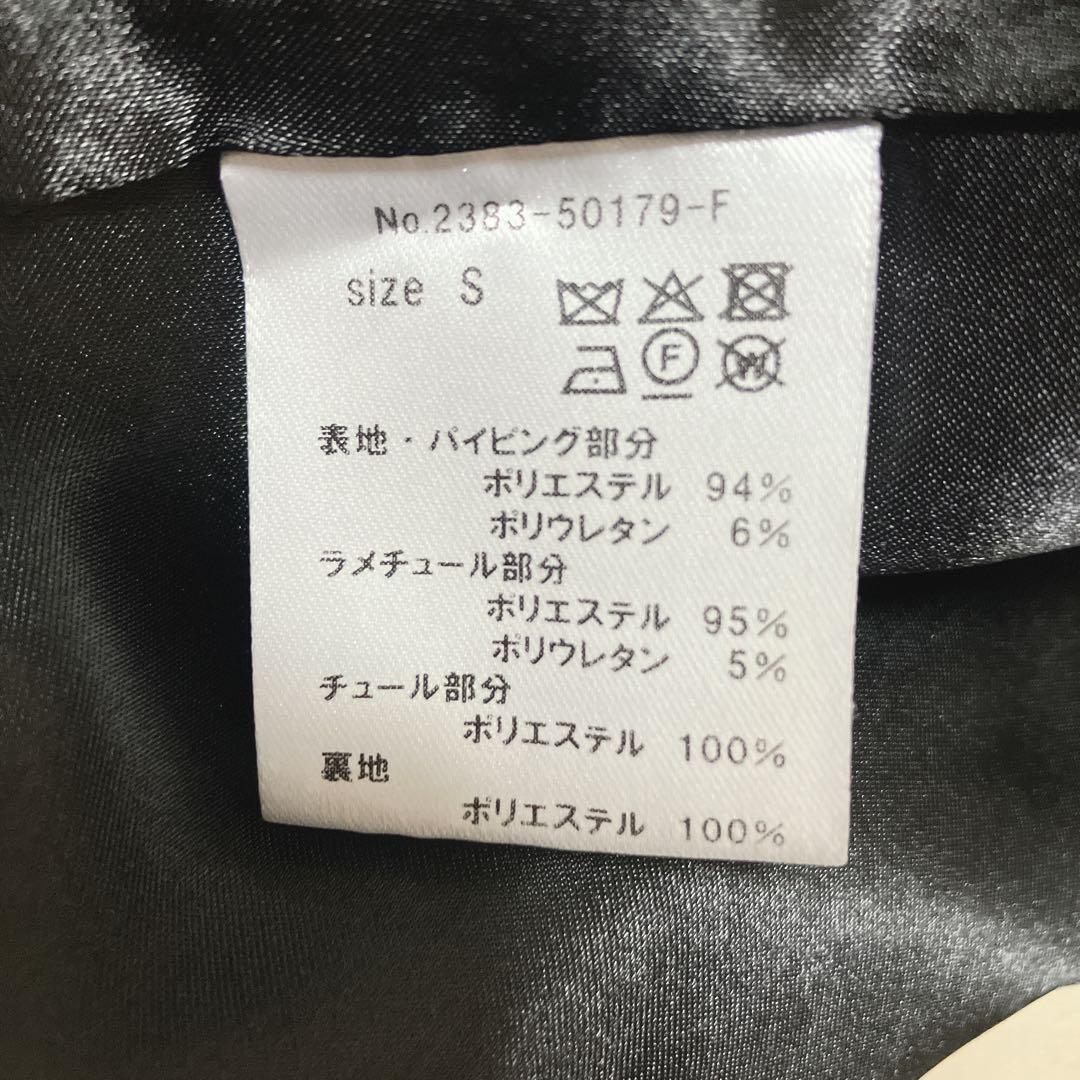 No.2383-50179-F
size S
F
W
表地・パイピング部分
ポリエステル 94%
ポリウレタン 6%
ラメチュール部分
ポリエステル 95%
ポリウレタン 5%
チュール部分
ポリエステル 100%
裏地
ポリエステル 100%